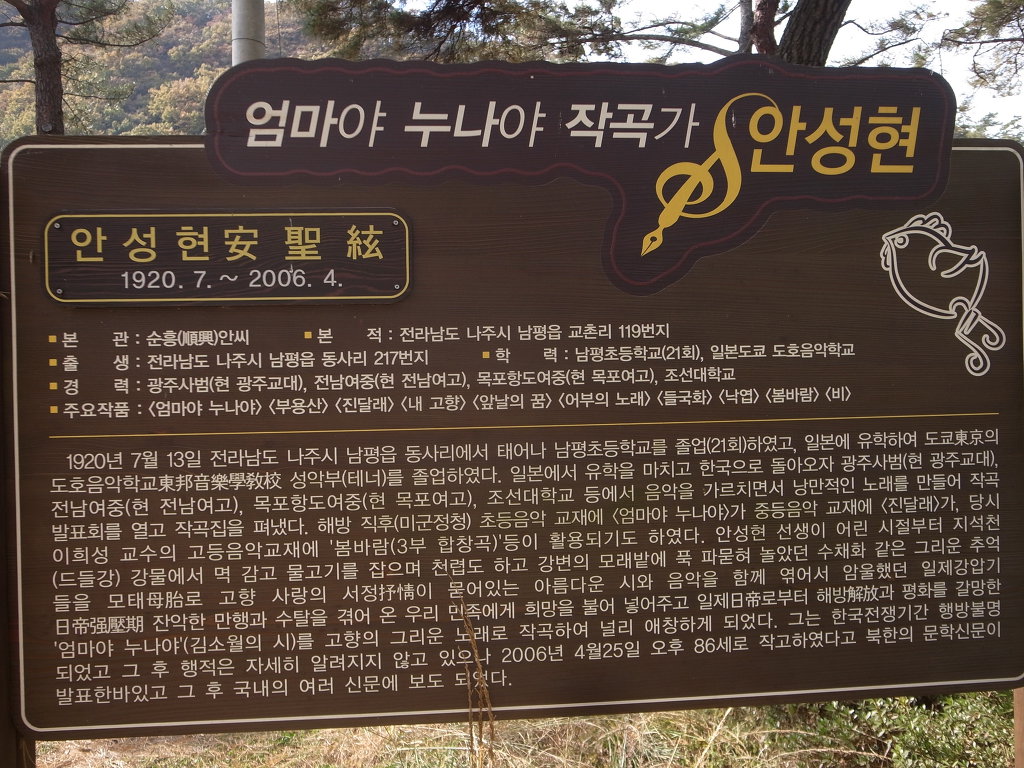 엄마야 누나야 작곡가 안성현
안성현安 聖 絃
1920. 7. ~ 2006. 4.
▪ 본 관 : 순흥(順興)안씨 ▪ 본 적 : 전라남도 나주시 남평읍 교촌리 119번지
▪ 출 생 : 전라남도 나주시 남평읍 동사리 217번지 ▪ 학 력 : 남평초등학교(21회), 일본도쿄 도호음악학교
▪ 경 력 : 광주사범(현 광주교대), 전남여중(현 전남여고), 목포항도여중(현 목포여고), 조선대학교
▪ 주요작품 : <엄마야 누나야> <부용산> <진달래> <내 고향> <앞날의 꿈> <어부의 노래> <들국화> <낙엽> <봄바람> <비>
1920년 7월 13일 전라남도 나주시 남평읍 동사리에서 태어나 남평초등학교를 졸업(21회)하였고, 일본에 유학하여 도쿄東京의
도호음악학교東邦音樂學敎校 성악부(테너)를 졸업하였다. 일본에서 유학을 마치고 한국으로 돌아오자 광주사범(현 광주교대),
전남여중(현 전남여고), 목포항도여중(현 목포여고), 조선대학교 등에서 음악을 가르치면서 낭만적인 노래를 만들어 작곡
발표회를 열고 작곡집을 펴냈다. 해방 직후(미군정청) 초등음악 교재에 <엄마야 누나야>가 중등음악 교재에 <진달래>가, 당시
이희성 교수의 고등음악교재에 '봄바람(3부 합창곡)'등이 활용되기도 하였다. 안성현 선생이 어린 시절부터 지석천
(드들강) 강물에서 멱 감고 물고기를 잡으며 천렵도 하고 강변의 모래밭에 푹 파묻혀 놀았던 수채화 같은 그리운 추억
들을 모태母胎로 고향 사랑의 서정抒情이 묻어있는 아름다운 시와 음악을 함께 엮어서 암울했던 일제강압기
日帝强壓期 잔악한 만행과 수탈을 겪어 온 우리 민족에게 희망을 불어 넣어주고 일제日帝로부터 해방解放과 평화를 갈망한
'엄마야 누나야'(김소월의 시)를 고향의 그리운 노래로 작곡하여 널리 애창하게 되었다. 그는 한국전쟁기간 행방불명
되었고 그 후 행적은 자세히 알려지지 않고 있으나 2006년 4월25일 오후 86세로 작고하였다고 북한의 문학신문이
발표한바있고 그 후 국내의 여러 신문에 보도 되었다.